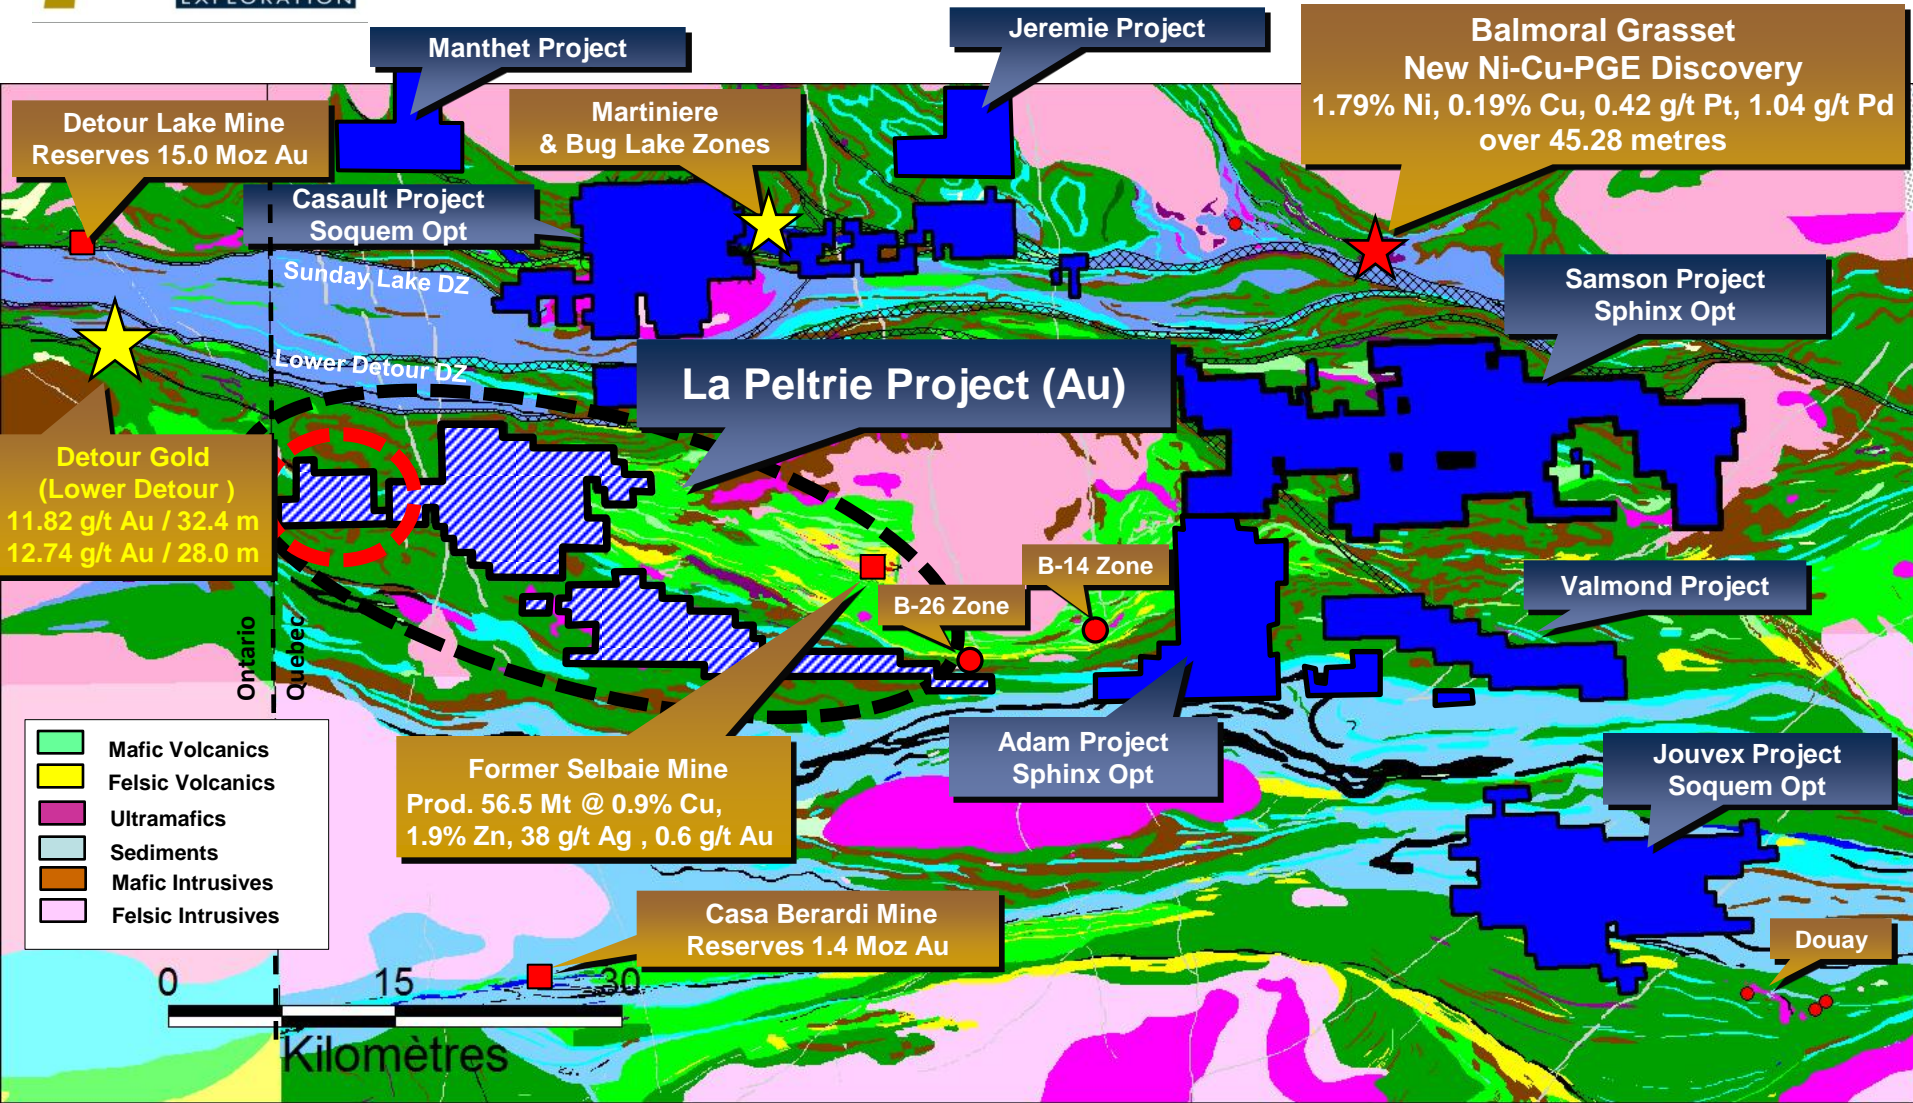 EXPLORATION
Manthet Project
Jeremie Project
Balmoral Grasset
New Ni-Cu-PGE Discovery
1.79% Ni, 0.19% Cu, 0.42 g/t Pt, 1.04 g/t Pd
over 45.28 metres
Detour Lake Mine
Reserves 15.0 Moz Au
Martiniere
& Bug Lake Zones
Casault Project
Soquem Opt
Sunday Lake DZ
Samson Project
Sphinx Opt
Lower Detour DZ
La Peltrie Project (Au)
Detour Gold
(Lower Detour )
11.82 g/t Au / 32.4 m
12.74 g/t Au / 28.0 m
B-14 Zone
B-26 Zone
Valmond Project
Ontario
Quebec
Mafic Volcanics
Felsic Volcanics
Ultramafics
Sediments
Mafic Intrusives
Felsic Intrusives
Former Selbaie Mine
Prod. 56.5 Mt @ 0.9% Cu,
1.9% Zn, 38 g/t Ag , 0.6 g/t Au
Adam Project
Sphinx Opt
Jouvex Project
Soquem Opt
Casa Berardi Mine
Reserves 1.4 Moz Au
Douay
0 15 30
Kilomètres